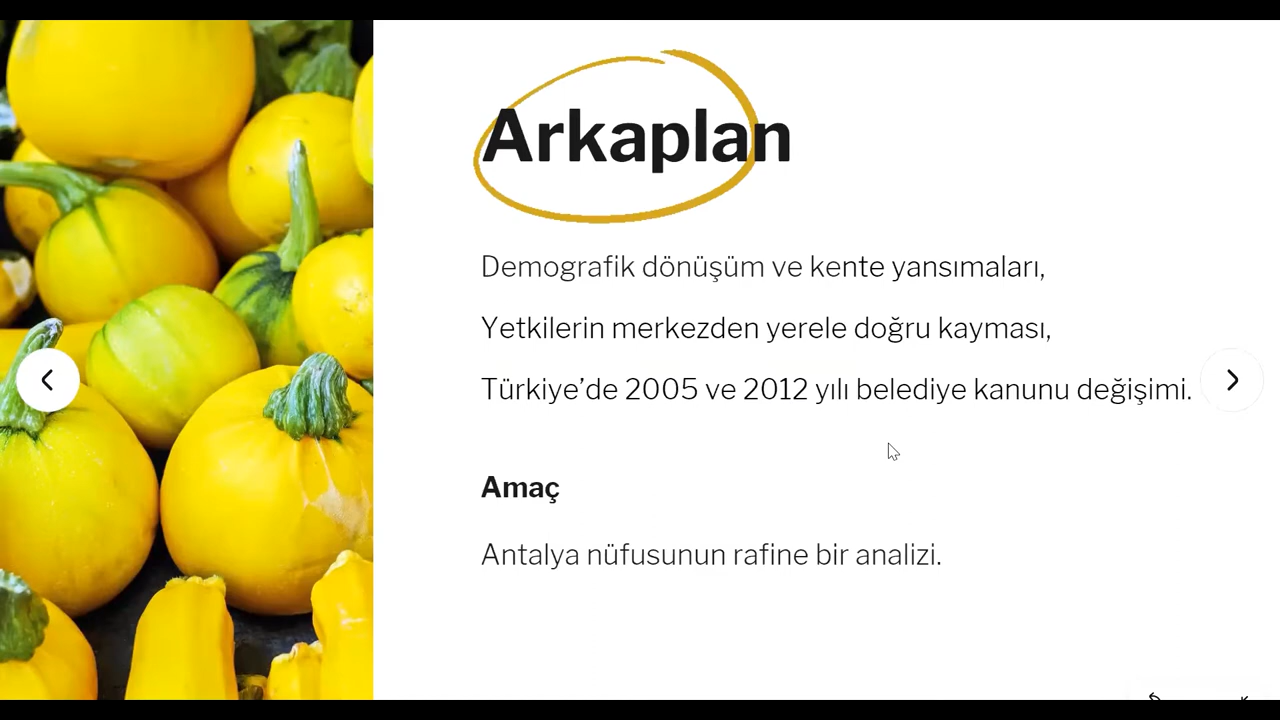 Arkaplan
Demografik dönüşüm ve kente yansımaları,
Yetkilerin merkezden yerele doğru kayması,
Türkiye’de 2005 ve 2012 yılı belediye kanunu değişimi.
Amaç
Antalya nüfusunun rafine bir analizi.